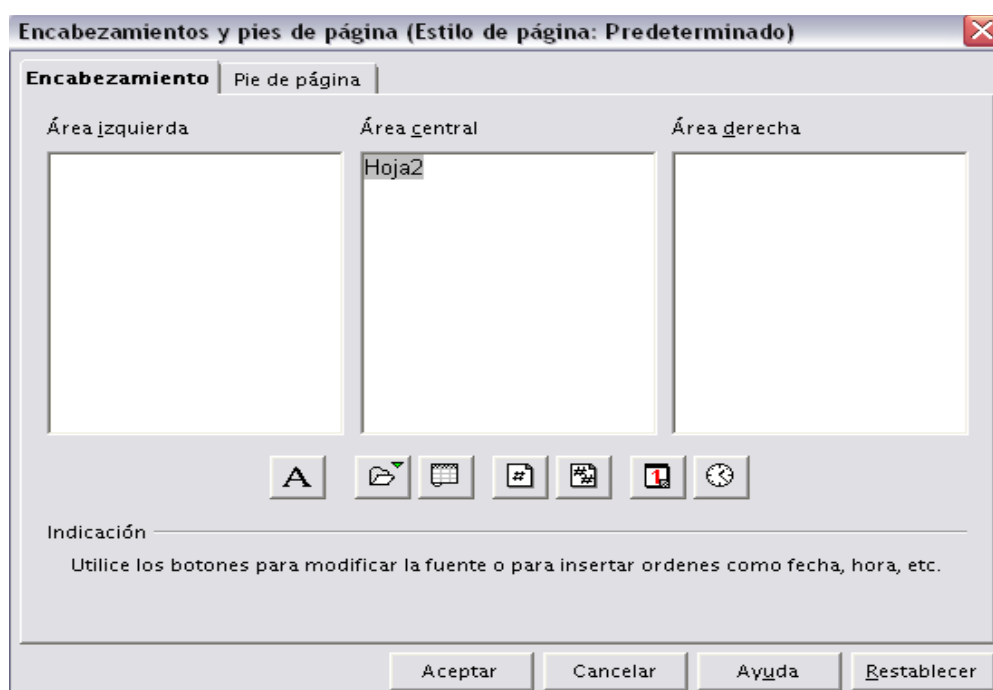 Encabezamientos y pies de página (Estilo de página: Predeterminado)
Encabezamiento Pie de página
Área izquierda Área central Área derecha
Hoja2
A # # 1
Indicación
Utilice los botones para modificar la fuente o para insertar ordenes como fecha, hora, etc.
Aceptar Cancelar Ayuda Restablecer